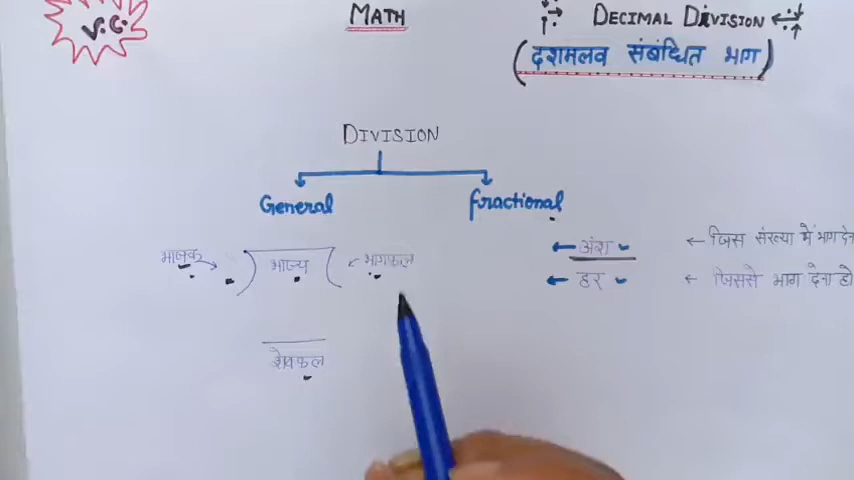 V.C.
MATH
DECIMAL DIVISION
(दशमलव संबंधित भाग)
DIVISION
General
fractional
भाजक
भाज्य
भागफल
शेषफल
अंश
हर
जिस संख्या में भाग देना
जिससे भाग देना हो